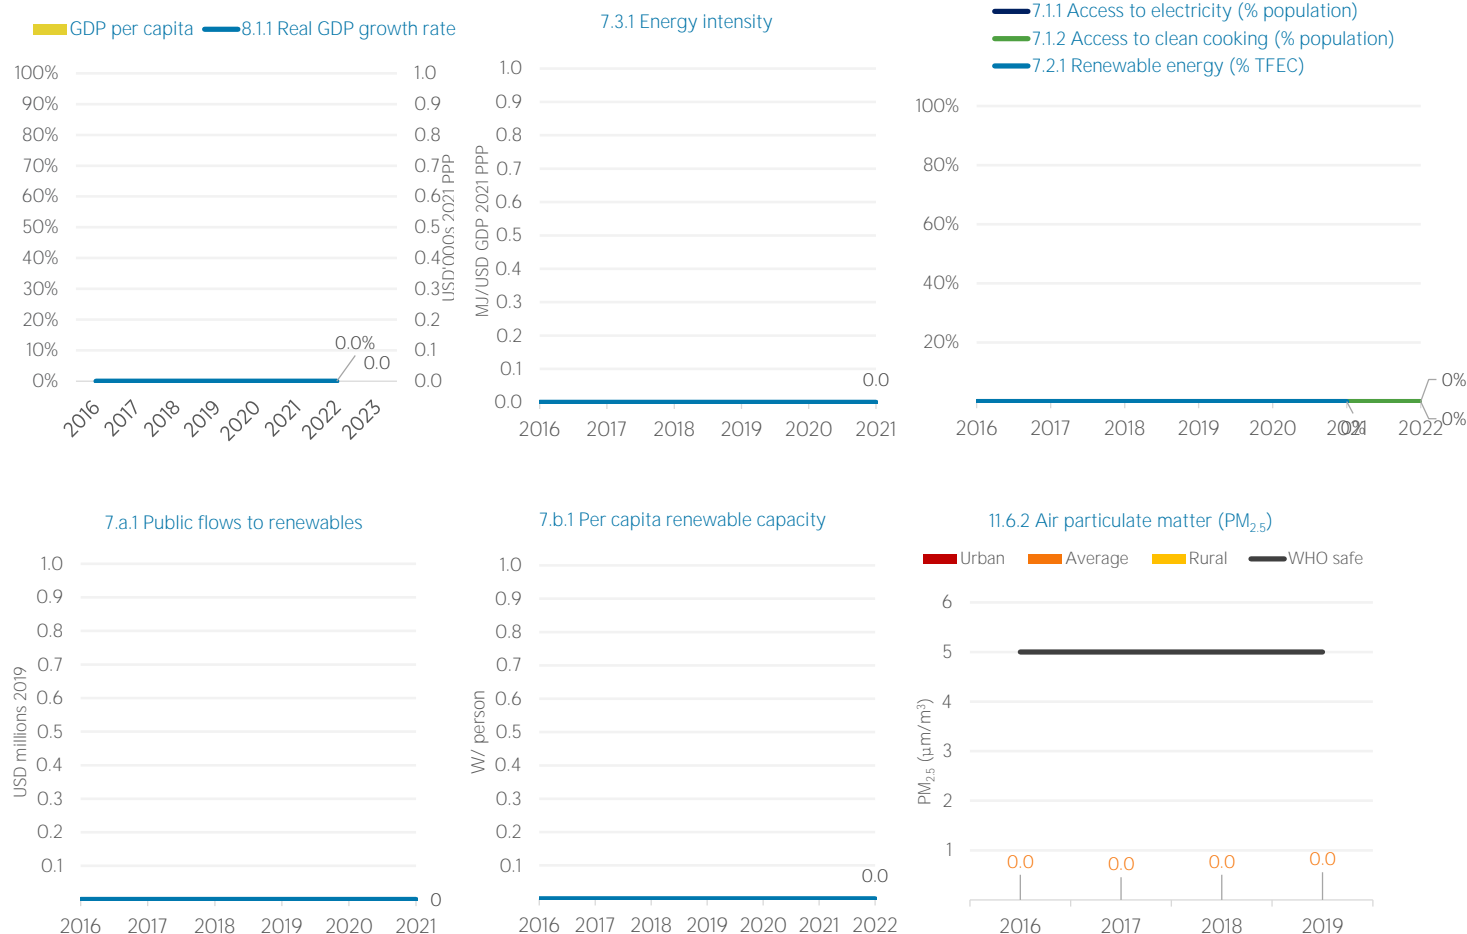 GDP per capita 8.1.1 Real GDP growth rate
100% 1.0
90% 0.9
80% 0.8
70% 0.7
60% 0.6
50% 0.5
40% 0.4
30% 0.3
20% 0.2
10% 0.1
0% 0.0
USD'000s 2021 PPP
0.0%
0.0
2016 2017 2018 2019 2020 2021 2022 2023
7.3.1 Energy intensity
MJ/USD GDP 2021 PPP
1.0
0.9
0.8
0.7
0.6
0.5
0.4
0.3
0.2
0.1
0.0
0.0
2016 2017 2018 2019 2020 2021
7.1.1 Access to electricity (% population)
7.1.2 Access to clean cooking (% population)
7.2.1 Renewable energy (% TFEC)
100%
80%
60%
40%
20%
0%
0%
0%
2016 2017 2018 2019 2020 2021 2022
7.a.1 Public flows to renewables
USD millions 2019
1.0
0.9
0.8
0.7
0.6
0.5
0.4
0.3
0.2
0.1
0
2016 2017 2018 2019 2020 2021
7.b.1 Per capita renewable capacity
W/ person
1.0
0.9
0.8
0.7
0.6
0.5
0.4
0.3
0.2
0.1
0.0
2016 2017 2018 2019 2020 2021 2022
11.6.2 Air particulate matter (PM2.5)
Urban Average Rural WHO safe
PM2.5 (µm/m³)
6
5
4
3
2
1
0.0 0.0 0.0 0.0
2016 2017 2018 2019